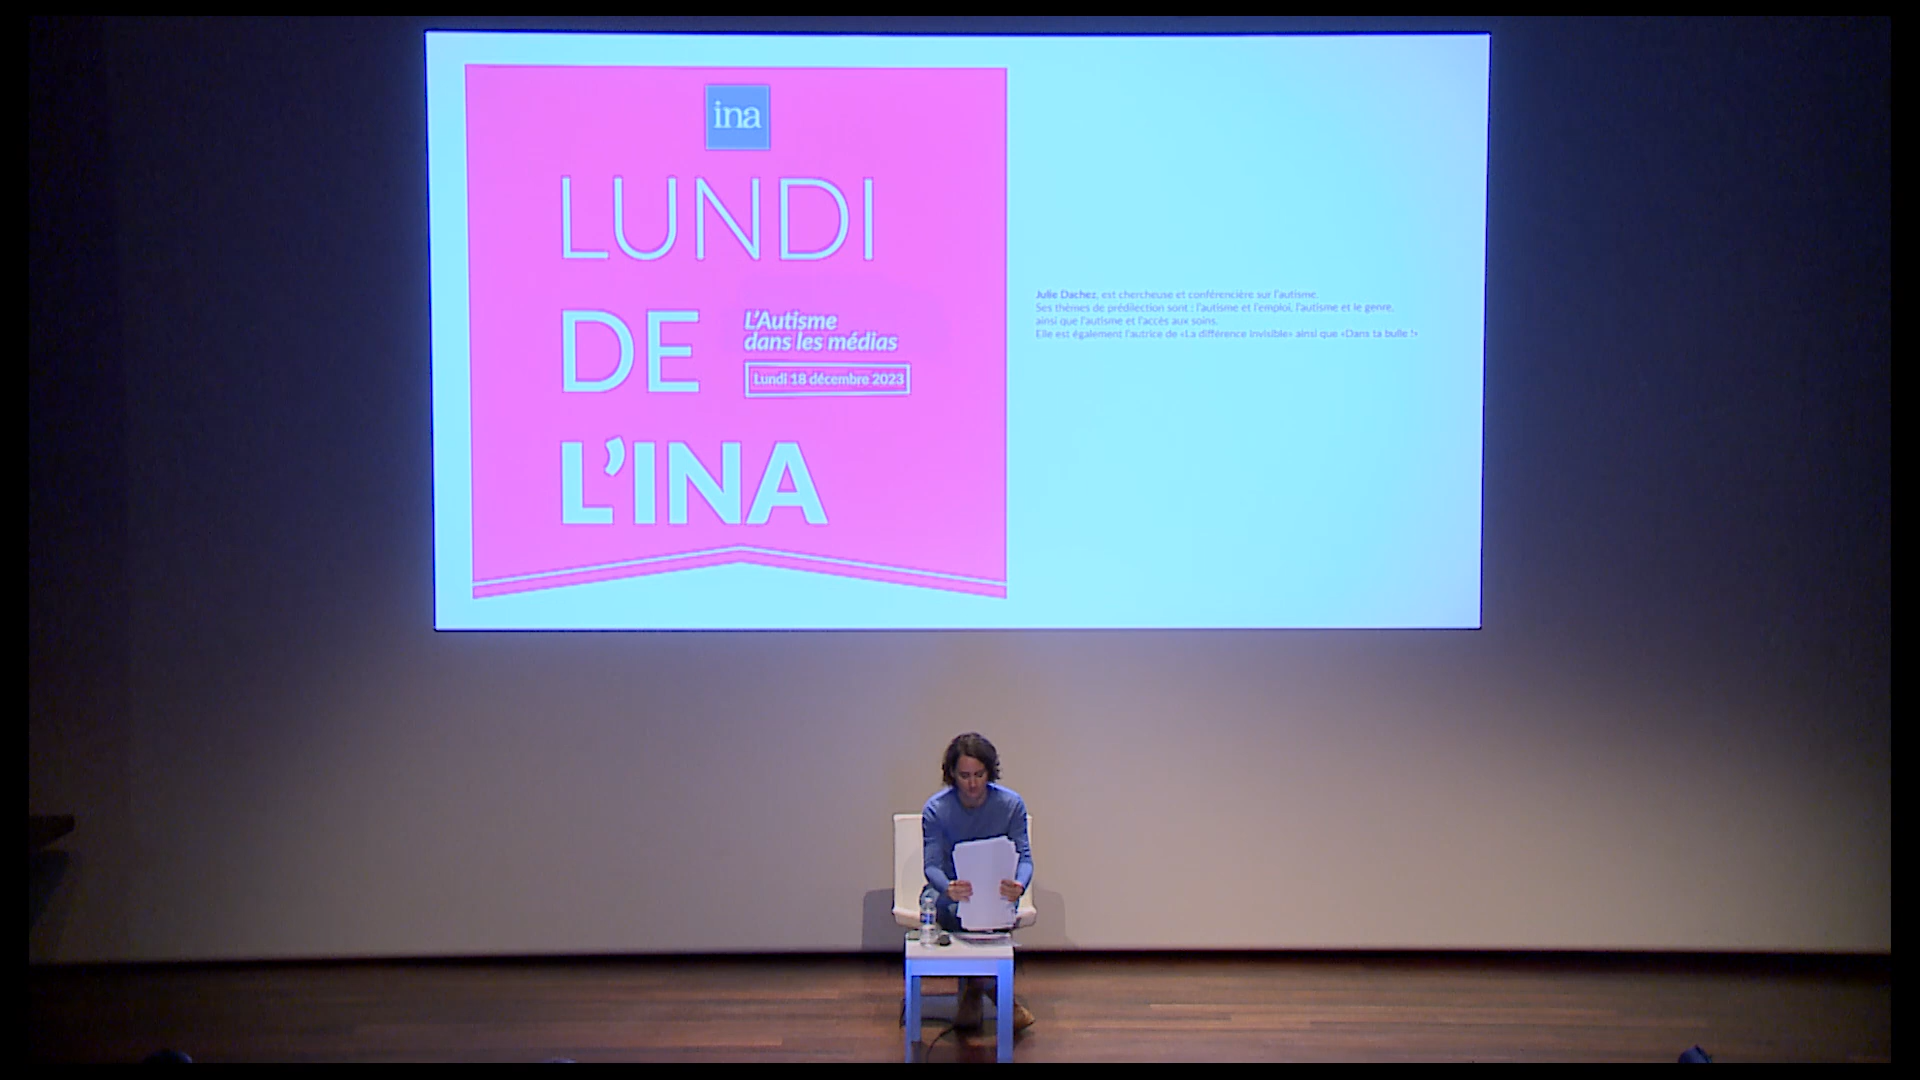 ina
LUNDI
DE
L'Autisme
dans les médias
Lundi 18 décembre 2023
L'INA
Julie Dachez, est chercheuse et conférencière sur l'autisme.
Ses thèmes de prédilection sont : l'autisme et l'emploi, l'autisme et le genre,
ainsi que l'autisme et l'accès aux soins.
Elle est également l'autrice de «La différence invisible» ainsi que «Dans ta bulle !»